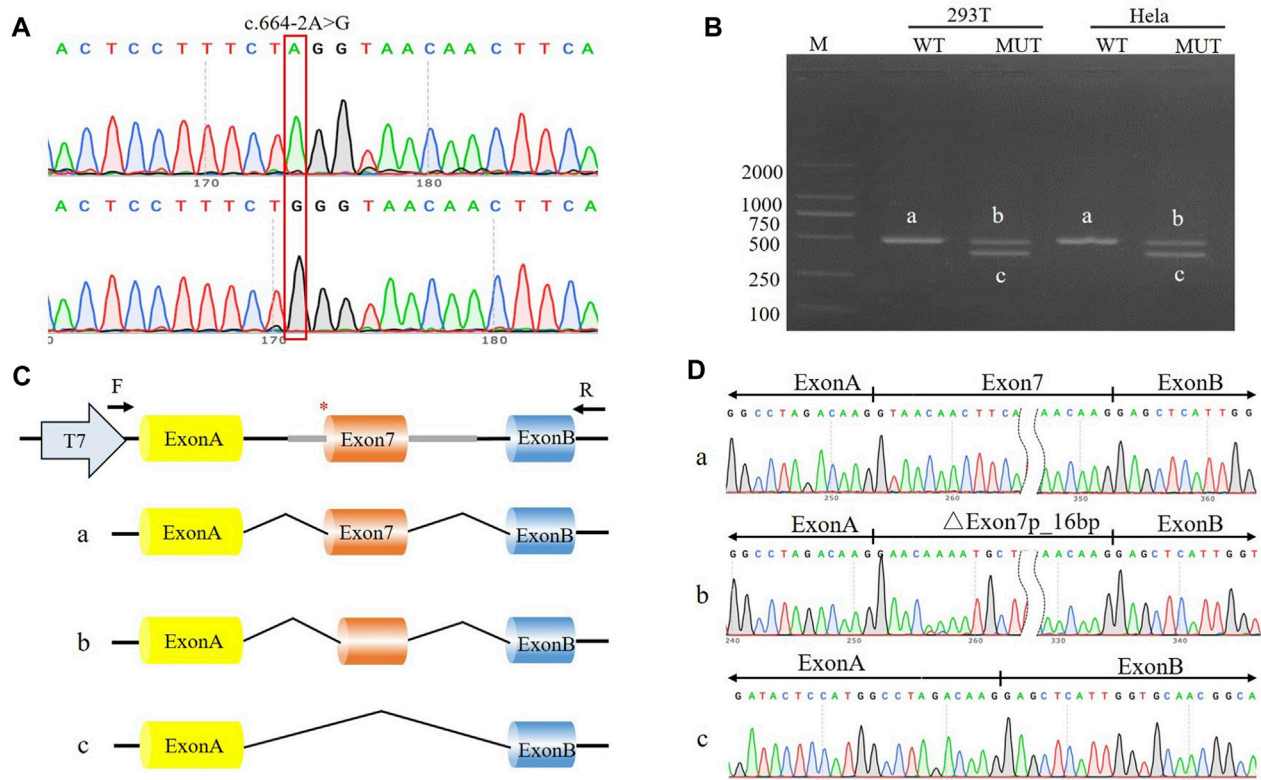 A
c.664-2A>G
A C T C C T T T C T A G G T A A C A A C T T C A
170 180
A C T C C T T T C T G G G T A A C A A C T T C A
0 170 180
B
293T Hela
M WT MUT WT MUT
2000
1000
750
500
250
100
a b a b
c c
C
F R
*
T7 ExonA Exon7 ExonB
a ExonA Exon7 ExonB
b ExonA ExonB
c ExonA ExonB
D
ExonA Exon7 ExonB
G G C C T A G A C A A G G T A A C A A C T T C A A A C A A G G A G C T C A T T G G
a
250 260 350 360
ExonA △Exon7p_16bp ExonB
G G C C T A G A C A A G G A A C A A A A T G C T A A C A A G G A G C T C A T T G G T
b
240 250 260 330 340
ExonA ExonB
G A T A C T C C A T G G C C T A G A C A A G G A G C T C A T T G G T G C A A C G G C A
c